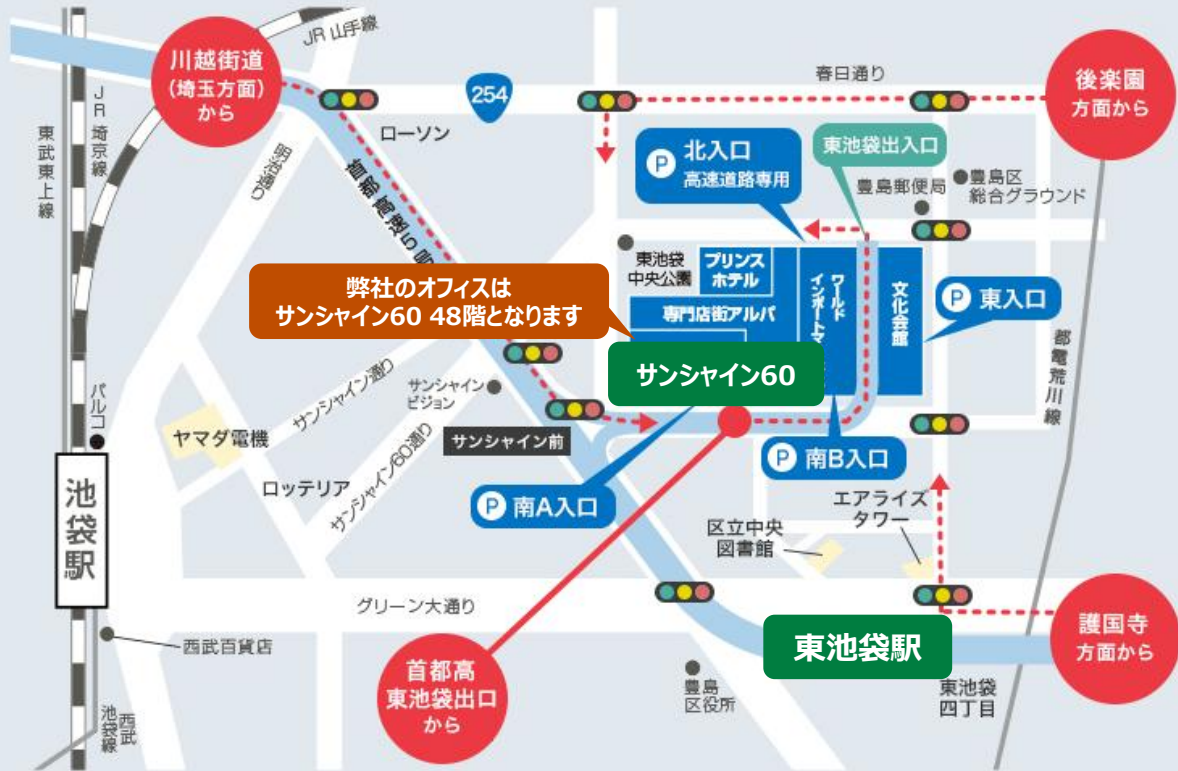 JR 山手線
川越街道
(埼玉方面)
から
254
春日通り
後楽園
方面から
JR埼京線
東武東上線
ローソン
明治通り
首都高速5号
P 北入口
高速道路専用
東池袋出入口
豊島郵便局
豊島区
総合グラウンド
東池袋
中央公園
プリンス
ホテル
ワールド
インポートマ
文化会館
P 東入口
専門店街アルパ
弊社のオフィスは
サンシャイン60 48階となります
サンシャイン60
都電荒川線
パルコ
サンシャイン通り
サンシャイン
ビジョン
ヤマダ電機
サンシャイン前
サンシャイン60通り
ロッテリア
P 南A入口
P 南B入口
池袋駅
エアライズ
タワー
区立中央
図書館
グリーン大通り
西武百貨店
首都高
東池袋出口
から
東池袋駅
護国寺
方面から
豊島
区役所
東池袋
四丁目
西武
池袋線